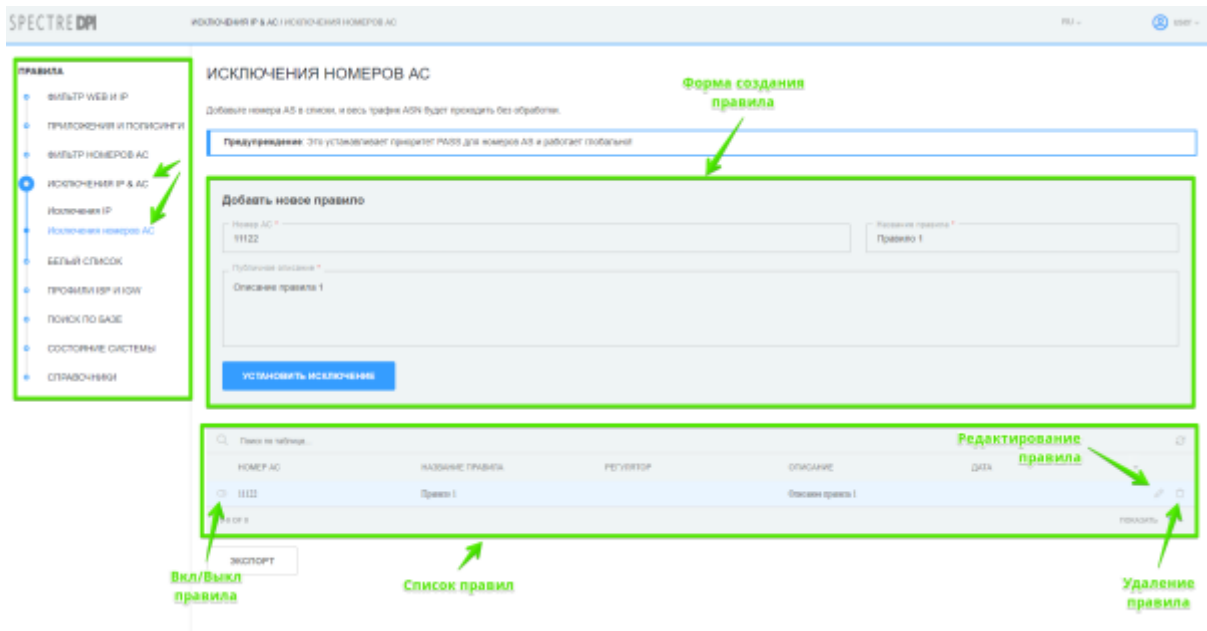 SPECTRE DPI
ИСКЛЮЧЕНИЯ IP & АС / ИСКЛЮЧЕНИЯ НОМЕРОВ АС
RU
user
ПРАВИЛА
ФИЛЬТР WEB И IP
ПРИЛОЖЕНИЯ И ПОПИСИНГИ
ФИЛЬТР НОМЕРОВ АС
ИСКЛЮЧЕНИЯ IP & АС
Исключения IP
Исключения номеров АС
БЕЛЫЙ СПИСОК
ПРОФИЛИ ISP И IGW
ПОИСК ПО БАЗЕ
СОСТОЯНИЕ СИСТЕМЫ
СПРАВОЧНИКИ
ИСКЛЮЧЕНИЯ НОМЕРОВ АС
Форма создания
правила
Добавьте номера AS в списки, и весь трафик ASN будет проходить без обработки.
Предупреждение: Это устанавливает приоритет PASS для номеров AS и работает глобально!
Добавить новое правило
Номер АС *
11122
Название правила *
Правило 1
Публичное описание *
Описание правила 1
УСТАНОВИТЬ ИСКЛЮЧЕНИЕ
Поиск по таблице...
Редактирование
правила
НОМЕР АС
НАЗВАНИЕ ПРАВИЛА
РЕГУЛЯТОР
ОПИСАНИЕ
ДАТА
11122
Правило 1
Описание правила 1
ПОКАЗАТЬ
ЭКСПОРТ
Вкл/Выкл
правила
Список правил
Удаление
правила